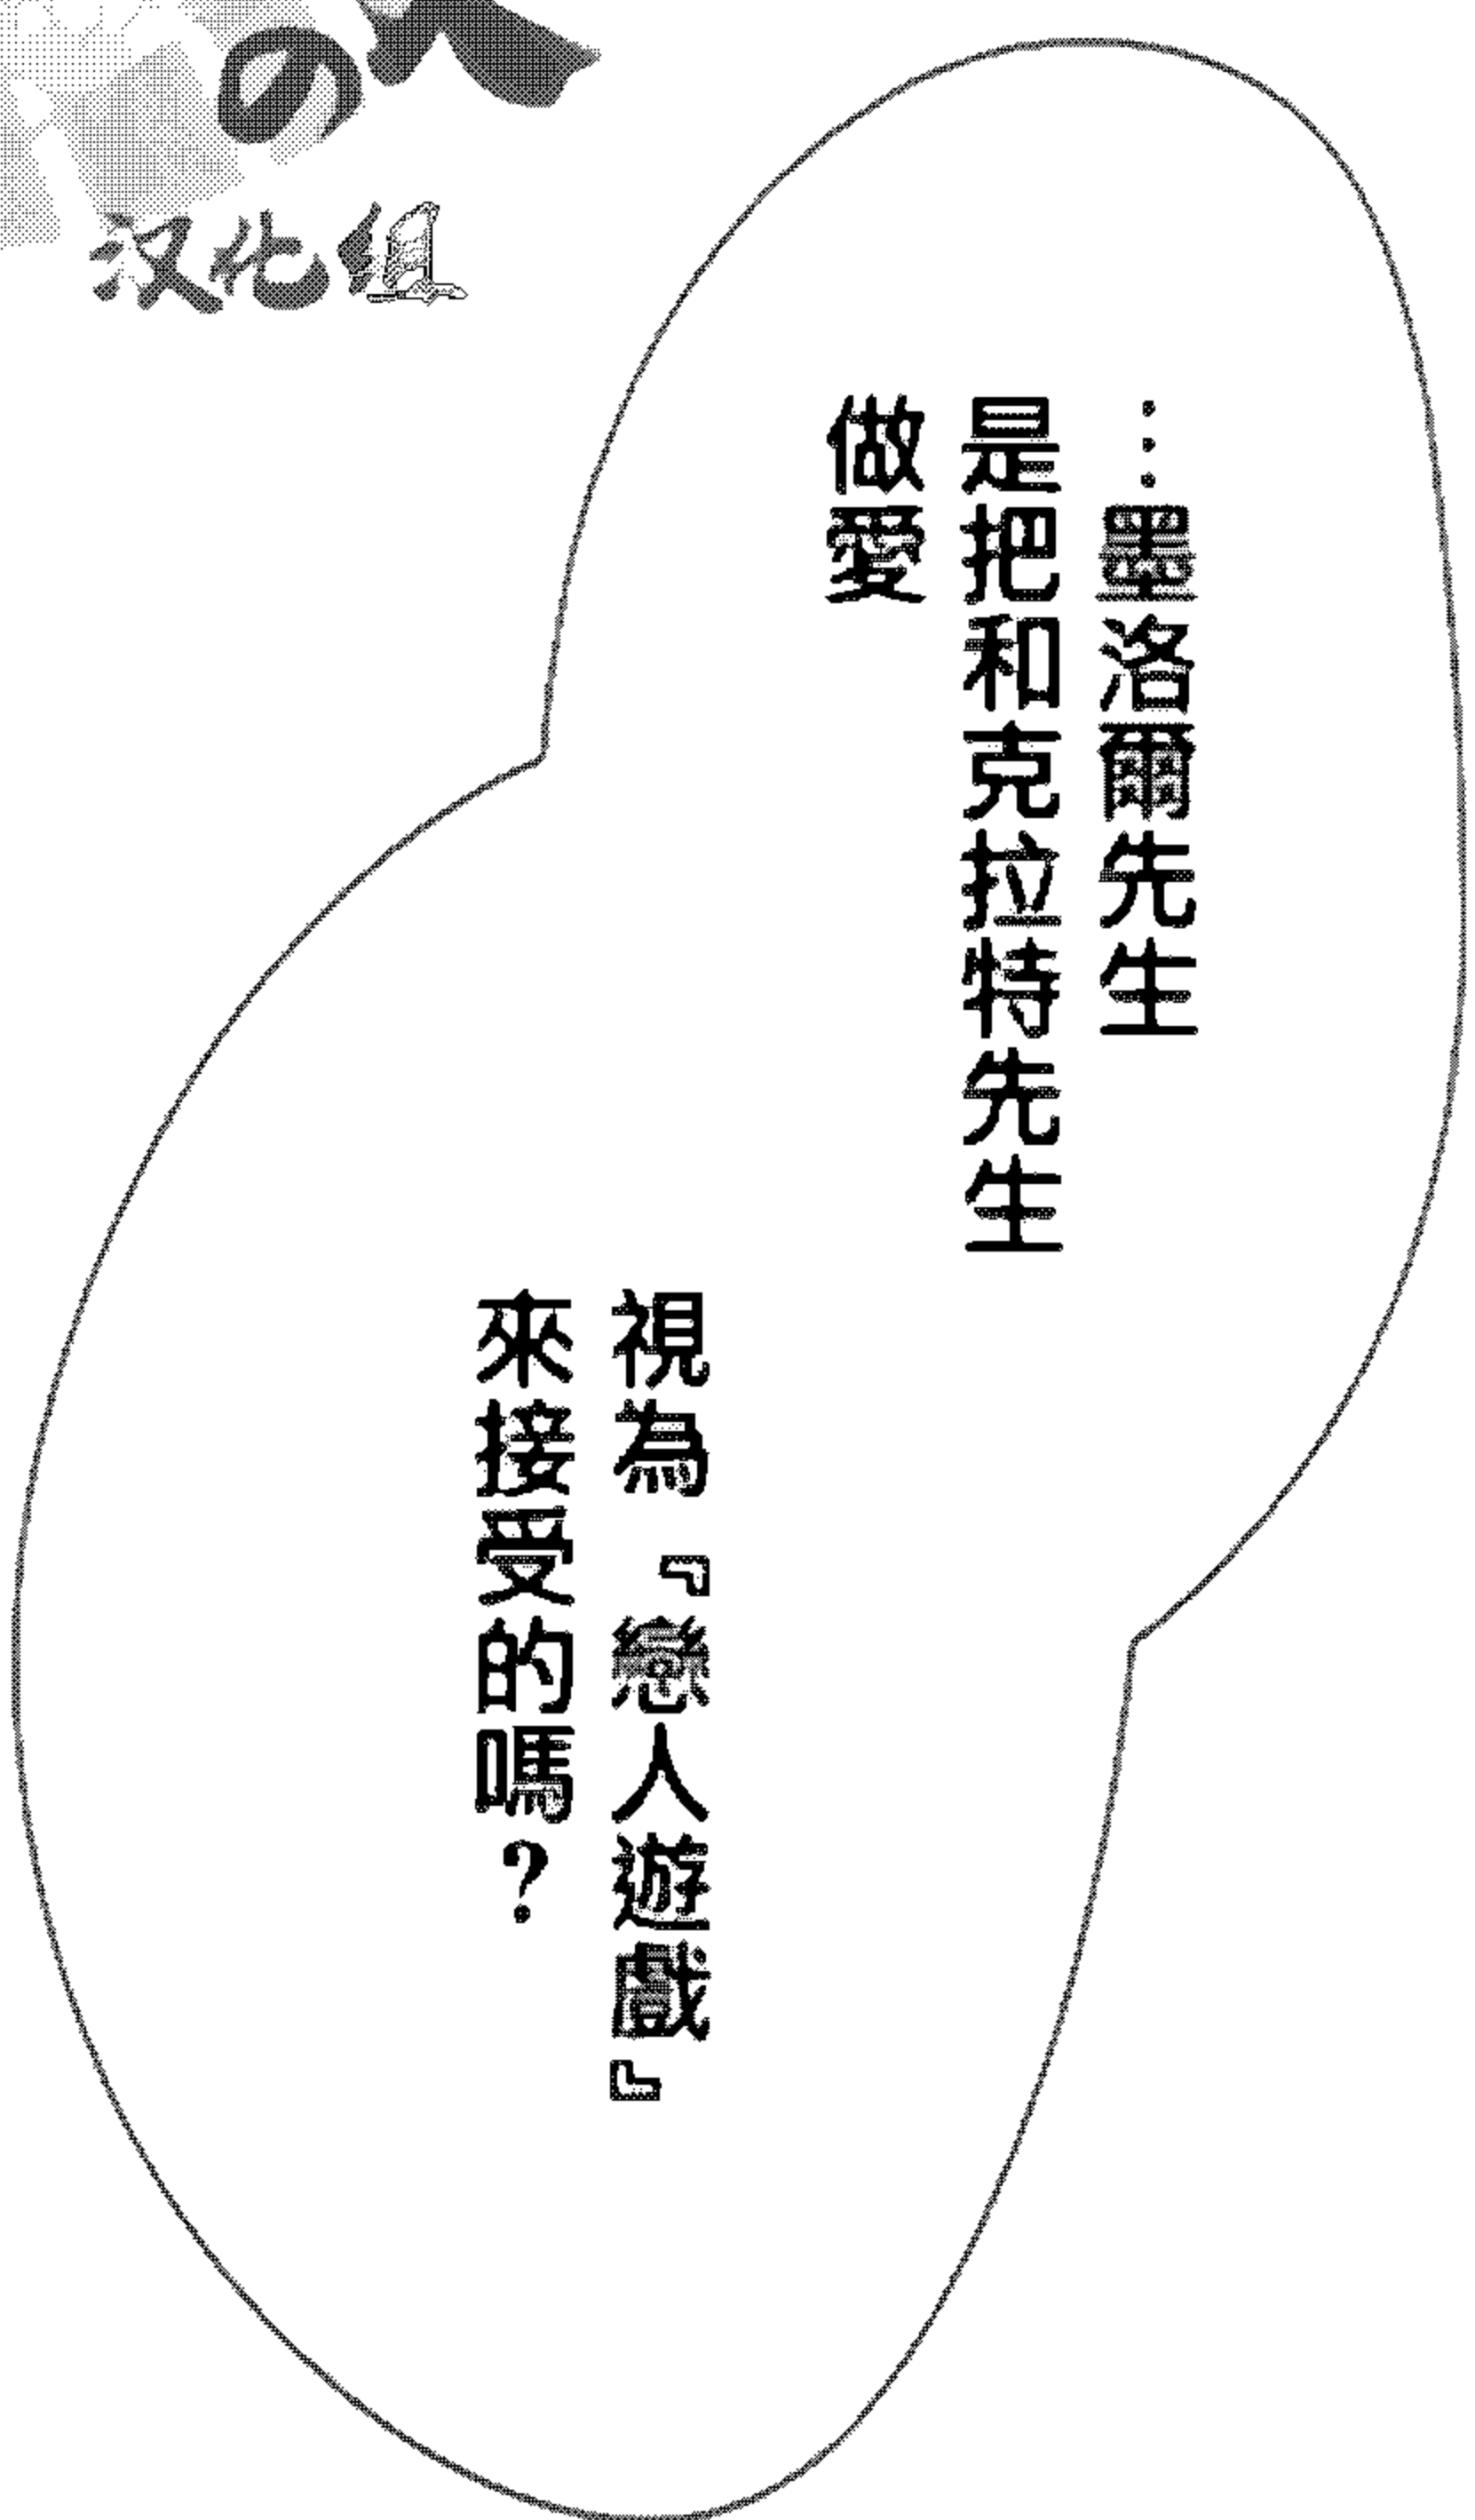 汉化组
…墨洛爾先生
是把和克拉特先生
做愛
視為『戀人遊戲』
來接受的嗎？